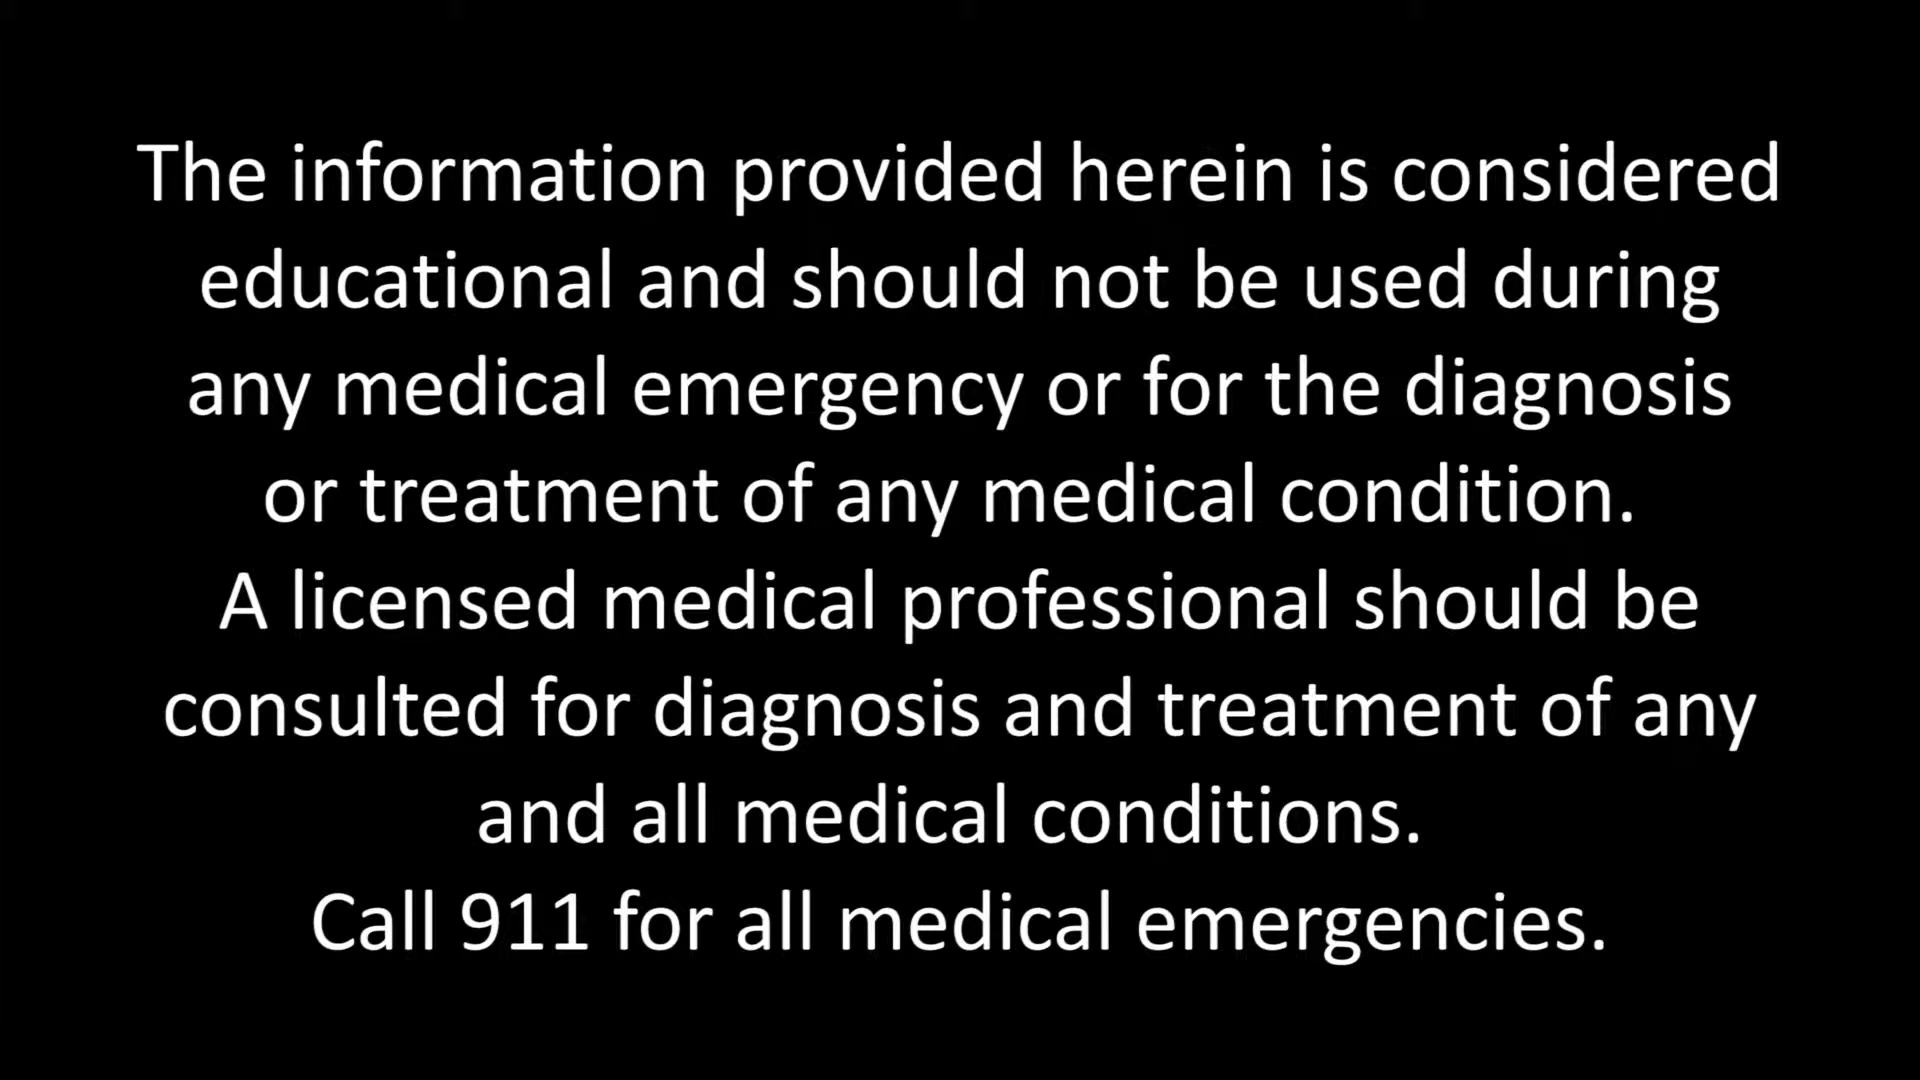 The information provided herein is considered
educational and should not be used during
any medical emergency or for the diagnosis
or treatment of any medical condition.
A licensed medical professional should be
consulted for diagnosis and treatment of any
and all medical conditions.
Call 911 for all medical emergencies.